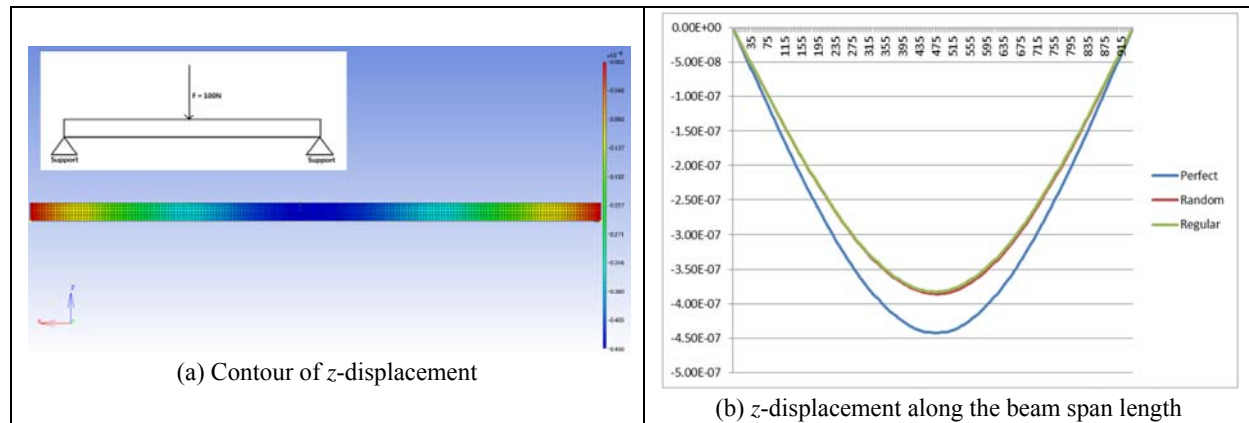 F = 100N
Support
Support
z
(a) Contour of z-displacement
0.00E+00
-5.00E-08
-1.00E-07
-1.50E-07
-2.00E-07
-2.50E-07
-3.00E-07
-3.50E-07
-4.00E-07
-4.50E-07
-5.00E-07
35
75
115
155
195
235
275
315
355
395
435
475
515
555
595
635
675
715
755
795
835
875
915
Perfect
Random
Regular
(b) z-displacement along the beam span length